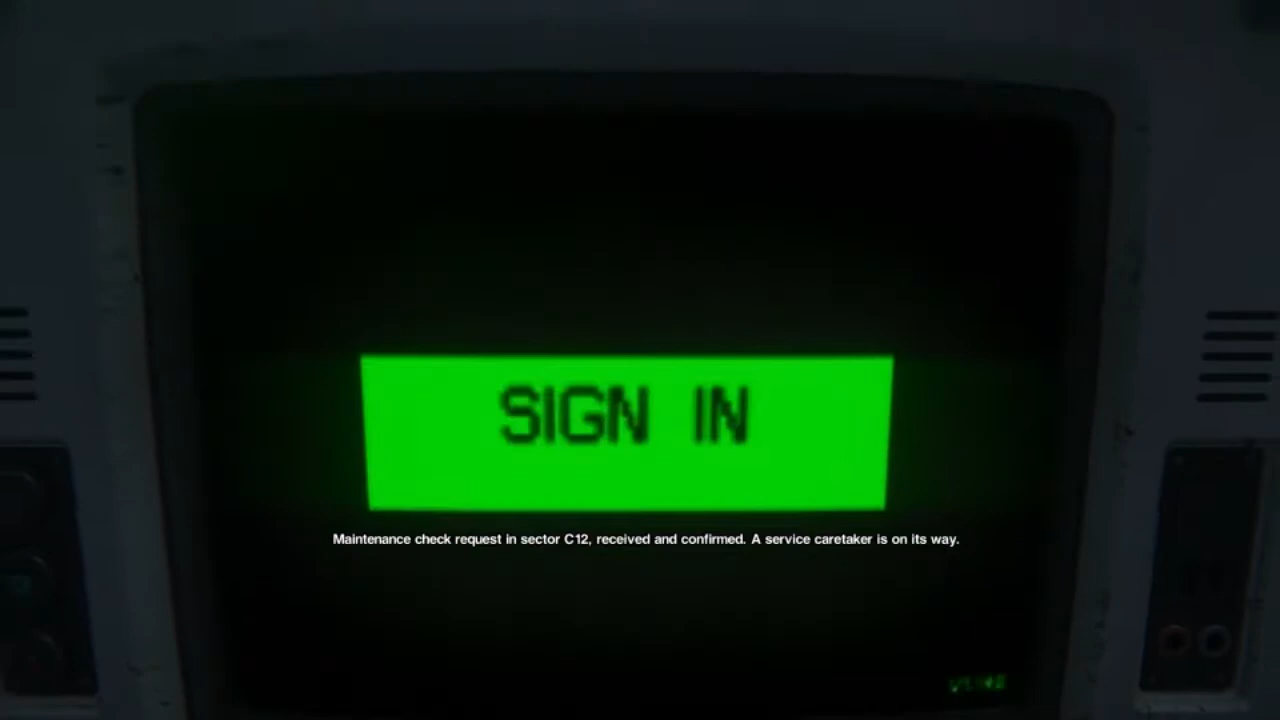 SIGN IN
Maintenance check request in sector C12, received and confirmed. A service caretaker is on its way.